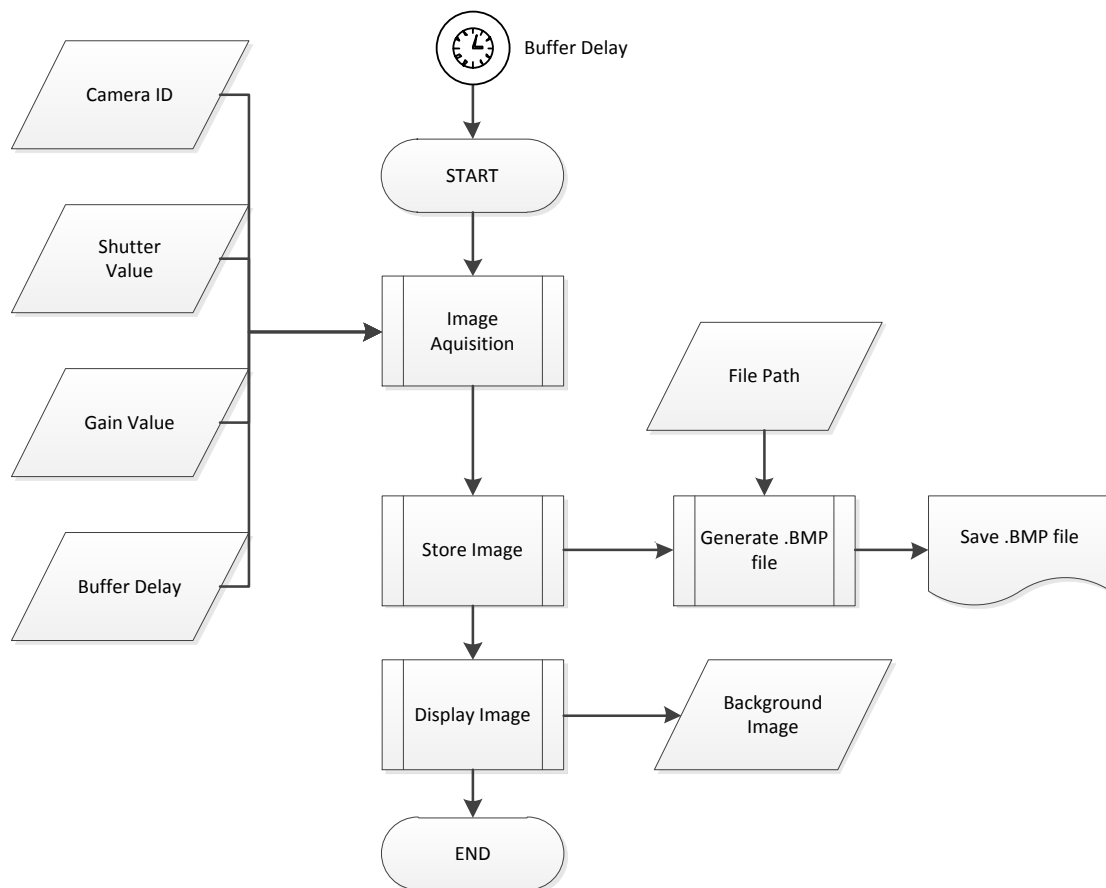 Buffer Delay
Camera ID
START
Shutter
Value
Image
Aquisition
File Path
Gain Value
Store Image
Generate .BMP
file
Save .BMP file
Buffer Delay
Display Image
Background
Image
END